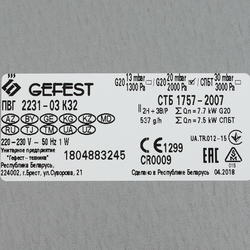 GEFEST
ПВГ 2231-03 К32
AZ BY GE KG KZ MD
RU TJ TM UA UZ
220-230 V~ 50 Hz 1 W
Унитарное предприятие
"Гефест - техника"
1804883245
Республика Беларусь
224002, г.Брест, ул.Суворова, 21
G20 13 mbar 1300 Pa G20 20 mbar 2000 Pa СПБТ 30 mbar 3000 Pa
СТБ 1757-2007
II 2H+3B/P Σ Qn = 7.7 kW G20
537 g/h Σ Qn = 7.5 kW СПБТ
CE 1299
CR0009
UA.TR.012-15
Made in Belarus
Сделано в
Республике Беларусь
04.2018